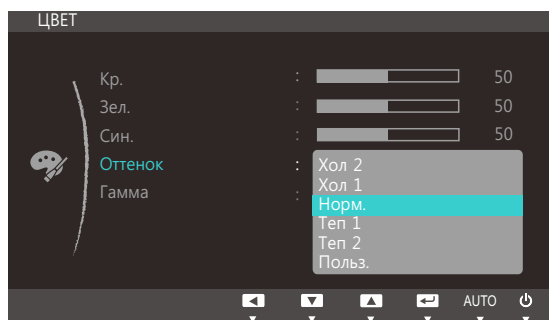 ЦВЕТ
Кр. : 50
Зел. : 50
Син. : 50
Оттенок : Хол 2
Хол 1
Гамма : Норм.
Теп 1
Теп 2
Польз.
AUTO